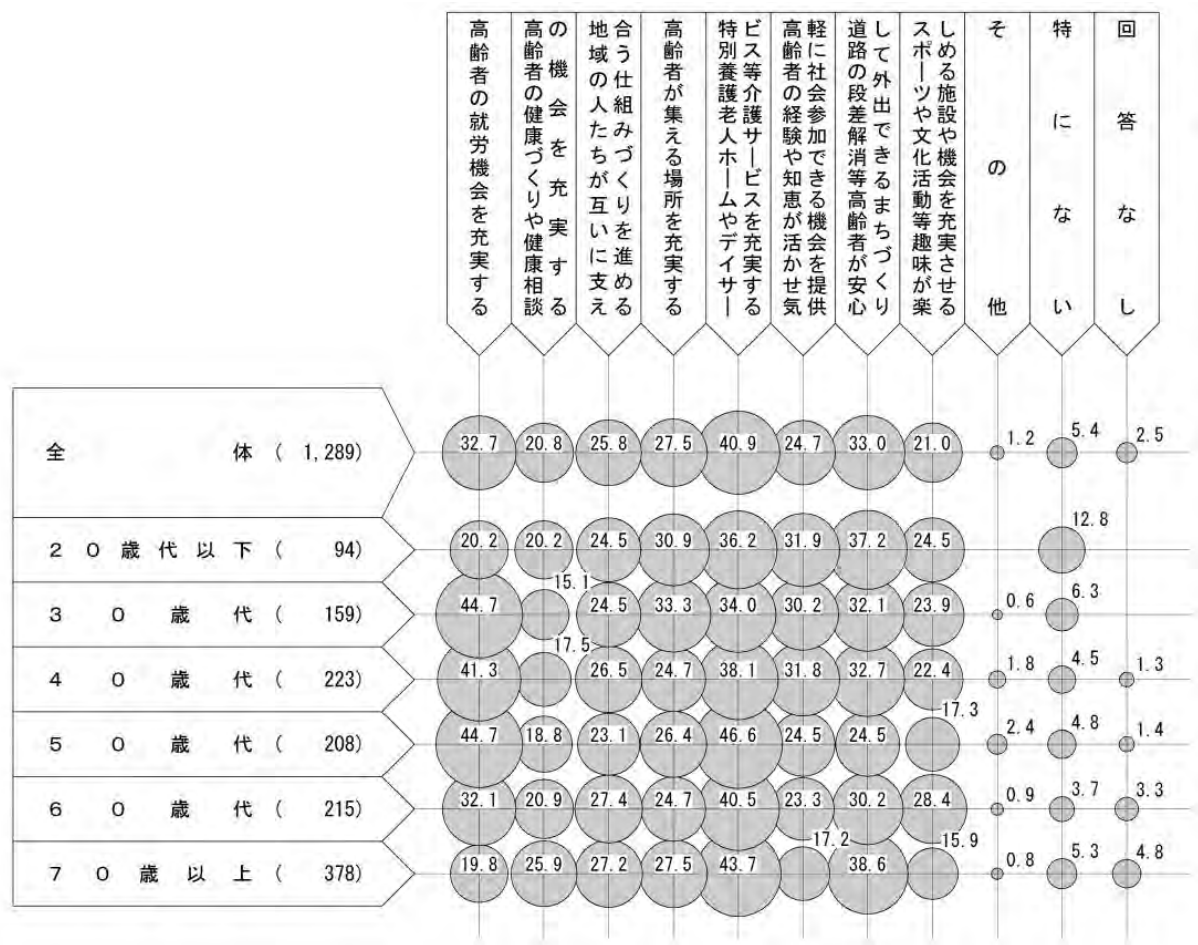 高齢者の就労機会を充実する
高齢者の健康づくりや健康相談
の機会を充実する
地域の人たちが互いに支え
合う仕組みづくりを進める
高齢者が集える場所を充実する
特別養護老人ホームやデイサー
ビス等介護サービスを充実する
高齢者の経験や知恵が活かせ気
軽に社会参加できる機会を提供
道路の段差解消等高齢者が安心
して外出できるまちづくり
スポーツや文化活動等趣味が楽
しめる施設や機会を充実させる
その他
特にない
回答なし
全体 ( 1,289) 32.7 20.8 25.8 27.5 40.9 24.7 33.0 21.0 1.2 5.4 2.5
20歳代以下 ( 94) 20.2 20.2 24.5 30.9 36.2 31.9 37.2 24.5 12.8
30歳代 ( 159) 44.7 15.1 24.5 33.3 34.0 30.2 32.1 23.9 0.6 6.3
40歳代 ( 223) 41.3 17.5 26.5 24.7 38.1 31.8 32.7 22.4 1.8 4.5 1.3
50歳代 ( 208) 44.7 18.8 23.1 26.4 46.6 24.5 24.5 17.3 2.4 4.8 1.4
60歳代 ( 215) 32.1 20.9 27.4 24.7 40.5 23.3 30.2 28.4 0.9 3.7 3.3
70歳以上 ( 378) 19.8 25.9 27.2 27.5 43.7 17.2 38.6 15.9 0.8 5.3 4.8